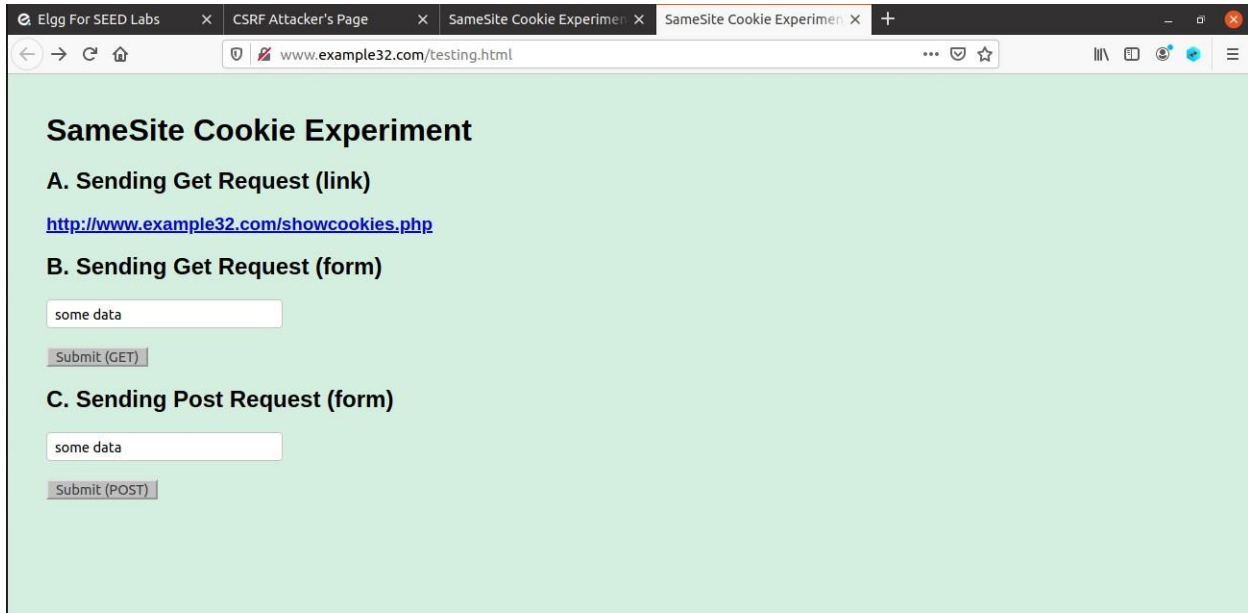 Elgg For SEED Labs
CSRF Attacker's Page
SameSite Cookie Experimen
SameSite Cookie Experimen
www.example32.com/testing.html
SameSite Cookie Experiment
A. Sending Get Request (link)
http://www.example32.com/showcookies.php
B. Sending Get Request (form)
some data
Submit (GET)
C. Sending Post Request (form)
some data
Submit (POST)